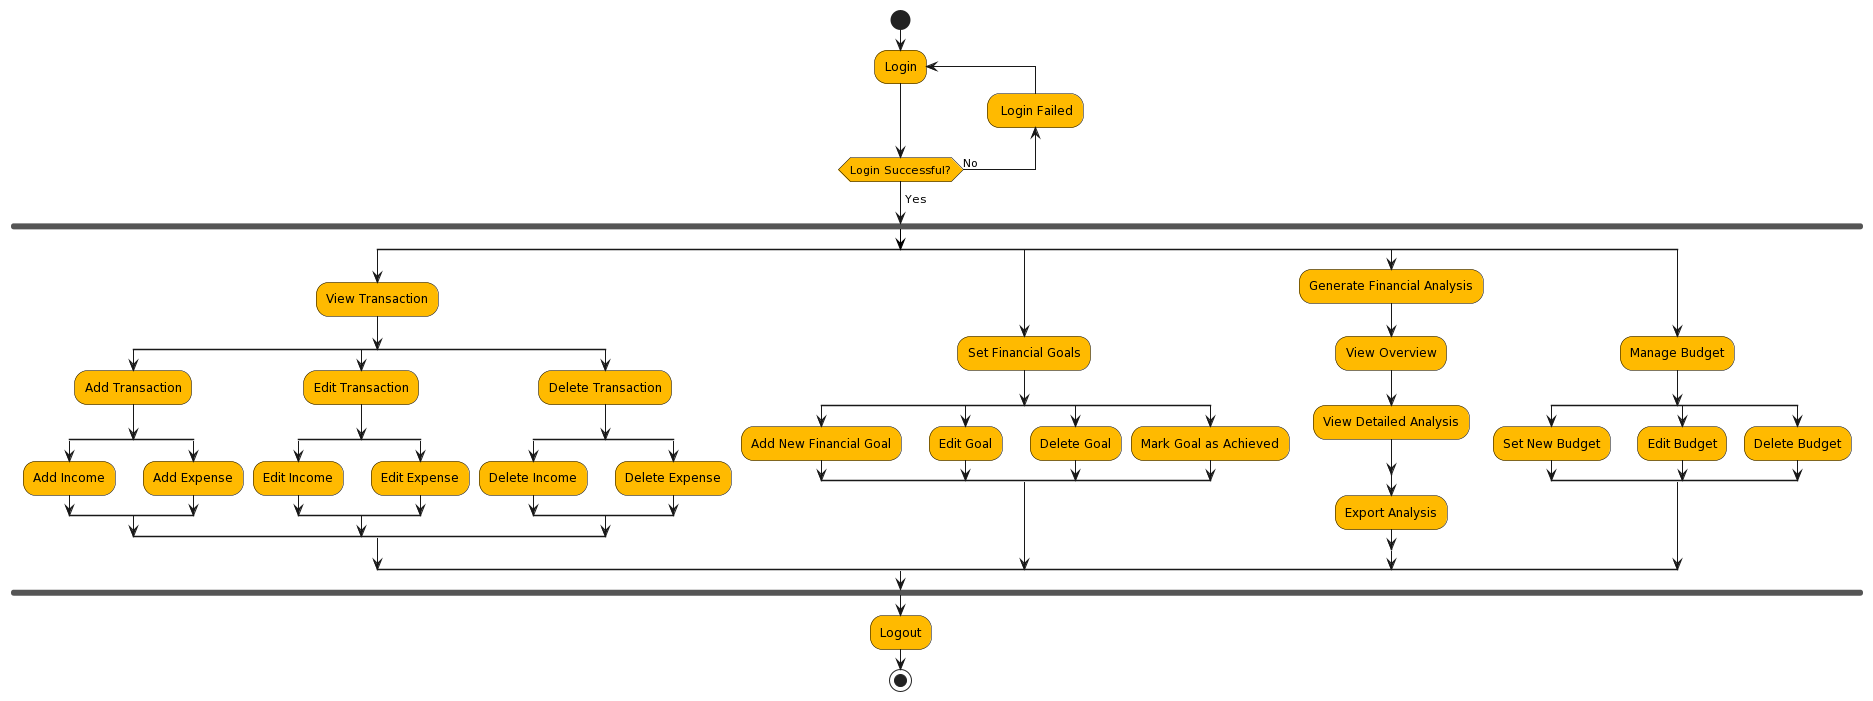 Login
Login Failed
Login Successful?
No
Yes
View Transaction
Add Transaction
Edit Transaction
Delete Transaction
Add Income
Add Expense
Edit Income
Edit Expense
Delete Income
Delete Expense
Set Financial Goals
Add New Financial Goal
Edit Goal
Delete Goal
Mark Goal as Achieved
Generate Financial Analysis
View Overview
View Detailed Analysis
Export Analysis
Manage Budget
Set New Budget
Edit Budget
Delete Budget
Logout